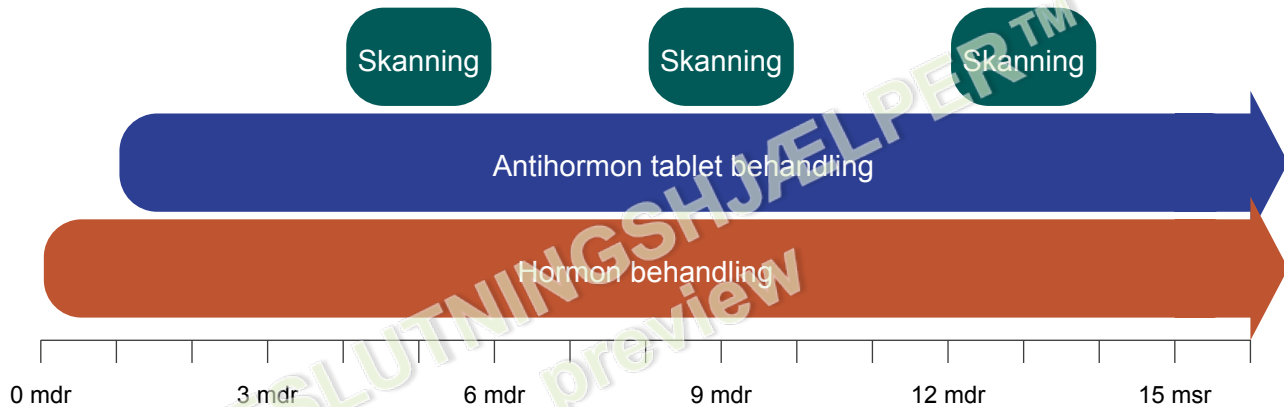 Skanning Skanning Skanning
Antihormon tablet behandling
Hormon behandling
0 mdr 3 mdr 6 mdr 9 mdr 12 mdr 15 msr
SLUTNINGSHJÆLPER™
preview